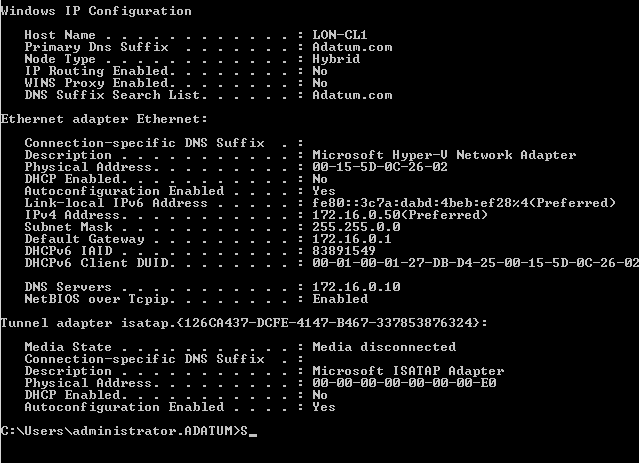 Windows IP Configuration
Host Name . . . . . . . . . . . . : LON-CL1
Primary Dns Suffix . . . . . . . : Adatum.com
Node Type . . . . . . . . . . . . : Hybrid
IP Routing Enabled. . . . . . . . : No
WINS Proxy Enabled. . . . . . . . : No
DNS Suffix Search List. . . . . . : Adatum.com
Ethernet adapter Ethernet:
Connection-specific DNS Suffix . :
Description . . . . . . . . . . . : Microsoft Hyper-V Network Adapter
Physical Address. . . . . . . . . : 00-15-5D-0C-26-02
DHCP Enabled. . . . . . . . . . . : No
Autoconfiguration Enabled . . . . : Yes
Link-local IPv6 Address . . . . . : fe80::3c7a:dabd:4beb:ef28%4(Preferred)
IPv4 Address. . . . . . . . . . . : 172.16.0.50(Preferred)
Subnet Mask . . . . . . . . . . . : 255.255.0.0
Default Gateway . . . . . . . . . : 172.16.0.1
DHCPv6 IAID . . . . . . . . . . . : 83891549
DHCPv6 Client DUID. . . . . . . . : 00-01-00-01-27-DB-D4-25-00-15-5D-0C-26-02
DNS Servers . . . . . . . . . . . : 172.16.0.10
NetBIOS over Tcpip. . . . . . . . : Enabled
Tunnel adapter isatap.{126CA437-DCFE-4147-B467-337853876324}:
Media State . . . . . . . . . . . : Media disconnected
Connection-specific DNS Suffix . :
Description . . . . . . . . . . . : Microsoft ISATAP Adapter
Physical Address. . . . . . . . . : 00-00-00-00-00-00-00-E0
DHCP Enabled. . . . . . . . . . . : No
Autoconfiguration Enabled . . . . : Yes
C:\Users\administrator.ADATUM>S_